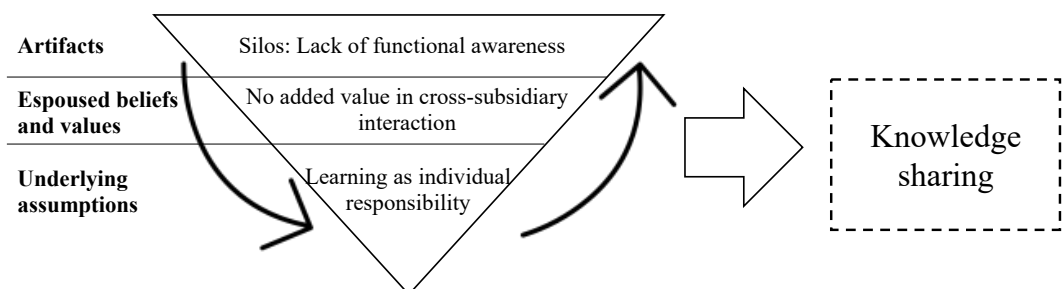 Artifacts
Silos: Lack of functional awareness
Espoused beliefs
and values
No added value in cross-subsidiary
interaction
Underlying
assumptions
Learning as individual
responsibility
Knowledge
sharing